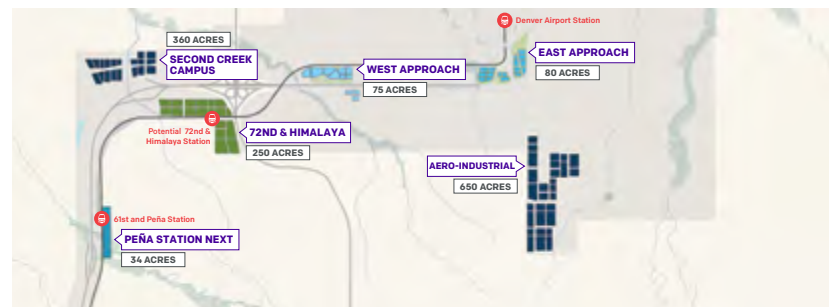 Denver Airport Station
360 ACRES
SECOND CREEK
CAMPUS
EAST APPROACH
80 ACRES
WEST APPROACH
75 ACRES
Potential 72nd &
Himalaya Station
72ND & HIMALAYA
250 ACRES
AERO-INDUSTRIAL
650 ACRES
61st and Peña Station
PEÑA STATION NEXT
34 ACRES